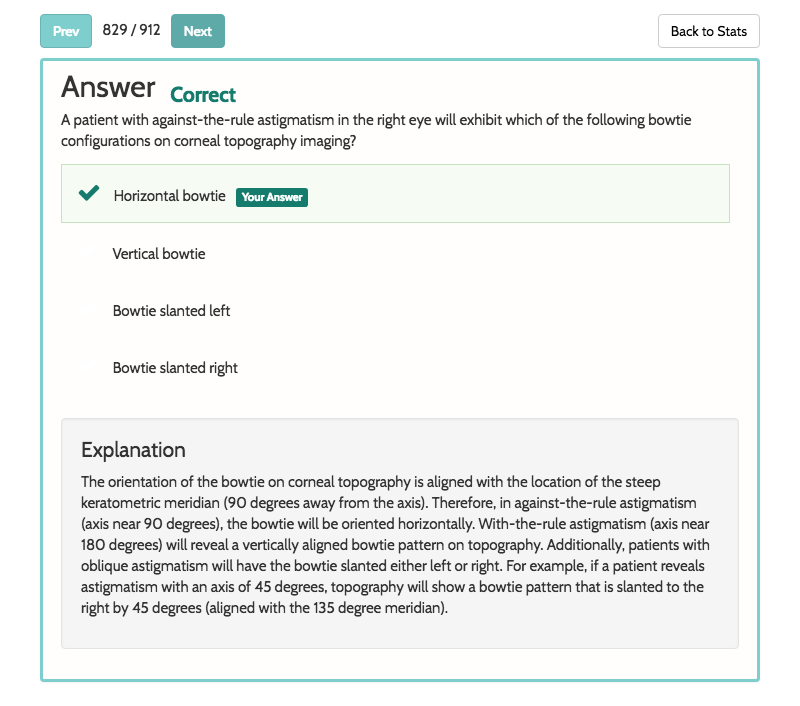 Prev 829 / 912 Next Back to Stats
Answer Correct
A patient with against-the-rule astigmatism in the right eye will exhibit which of the following bowtie
configurations on corneal topography imaging?
Horizontal bowtie Your Answer
Vertical bowtie
Bowtie slanted left
Bowtie slanted right
Explanation
The orientation of the bowtie on corneal topography is aligned with the location of the steep
keratometric meridian (90 degrees away from the axis). Therefore, in against-the-rule astigmatism
(axis near 90 degrees), the bowtie will be oriented horizontally. With-the-rule astigmatism (axis near
180 degrees) will reveal a vertically aligned bowtie pattern on topography. Additionally, patients with
oblique astigmatism will have the bowtie slanted either left or right. For example, if a patient reveals
astigmatism with an axis of 45 degrees, topography will show a bowtie pattern that is slanted to the
right by 45 degrees (aligned with the 135 degree meridian).